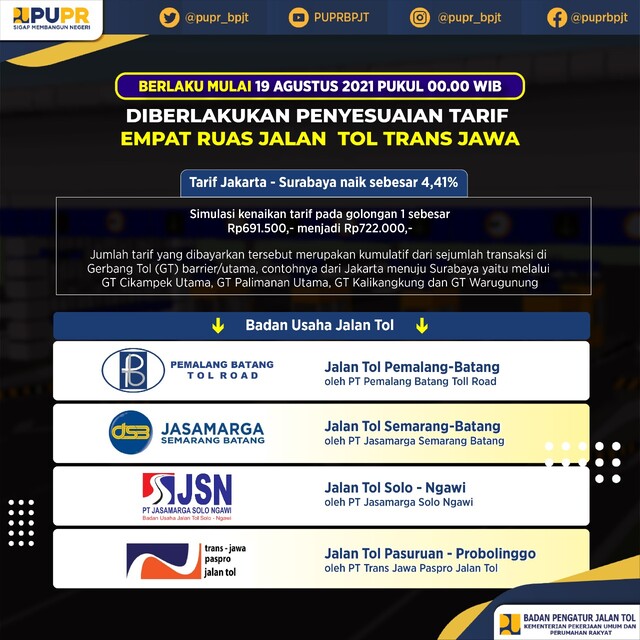 PUPR
SIGAP MEMBANGUN NEGERI
@pupr_bpjt
PUPRBPJT
@pupr_bpjt
@puprbpjt
BERLAKU MULAI 19 AGUSTUS 2021 PUKUL 00.00 WIB
DIBERLAKUKAN PENYESUAIAN TARIF
EMPAT RUAS JALAN TOL TRANS JAWA
Tarif Jakarta - Surabaya naik sebesar 4,41%
Simulasi kenaikan tarif pada golongan 1 sebesar
Rp691.500,- menjadi Rp722.000,-
Jumlah tarif yang dibayarkan tersebut merupakan kumulatif dari sejumlah transaksi di
Gerbang Tol (GT) barrier/utama, contohnya dari Jakarta menuju Surabaya yaitu melalui
GT Cikampek Utama, GT Palimanan Utama, GT Kalikangkung dan GT Warugunung
Badan Usaha Jalan Tol
PEMALANG BATANG
TOL ROAD
Jalan Tol Pemalang-Batang
oleh PT Pemalang Batang Toll Road
JASAMARGA
SEMARANG BATANG
Jalan Tol Semarang-Batang
oleh PT Jasamarga Semarang Batang
JSN
PT JASAMARGA SOLO NGAWI
Badan Usaha Jalan Tol Solo - Ngawi
Jalan Tol Solo - Ngawi
oleh PT Jasamarga Solo Ngawi
trans - jawa
paspro
jalan tol
Jalan Tol Pasuruan - Probolinggo
oleh PT Trans Jawa Paspro Jalan Tol
BADAN PENGATUR JALAN TOL
KEMENTERIAN PEKERJAAN UMUM DAN
PERUMAHAN RAKYAT